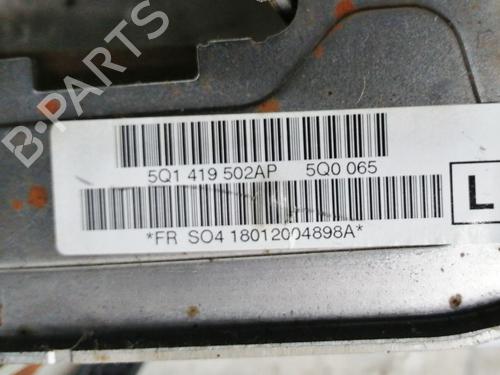 B-PARTS
5Q1 419 502AP 5Q0 065
L
*FR SO4 18012004898A*